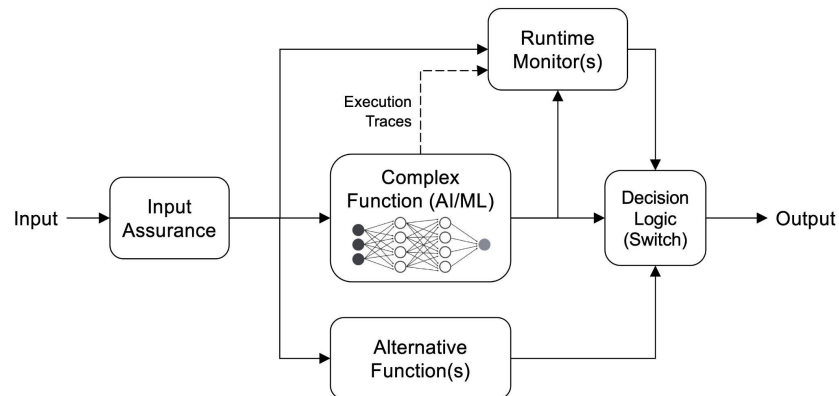 Runtime
Monitor(s)
Execution
Traces
Complex
Function (AI/ML)
Input
Input
Assurance
Decision
Logic
(Switch)
Output
Alternative
Function(s)